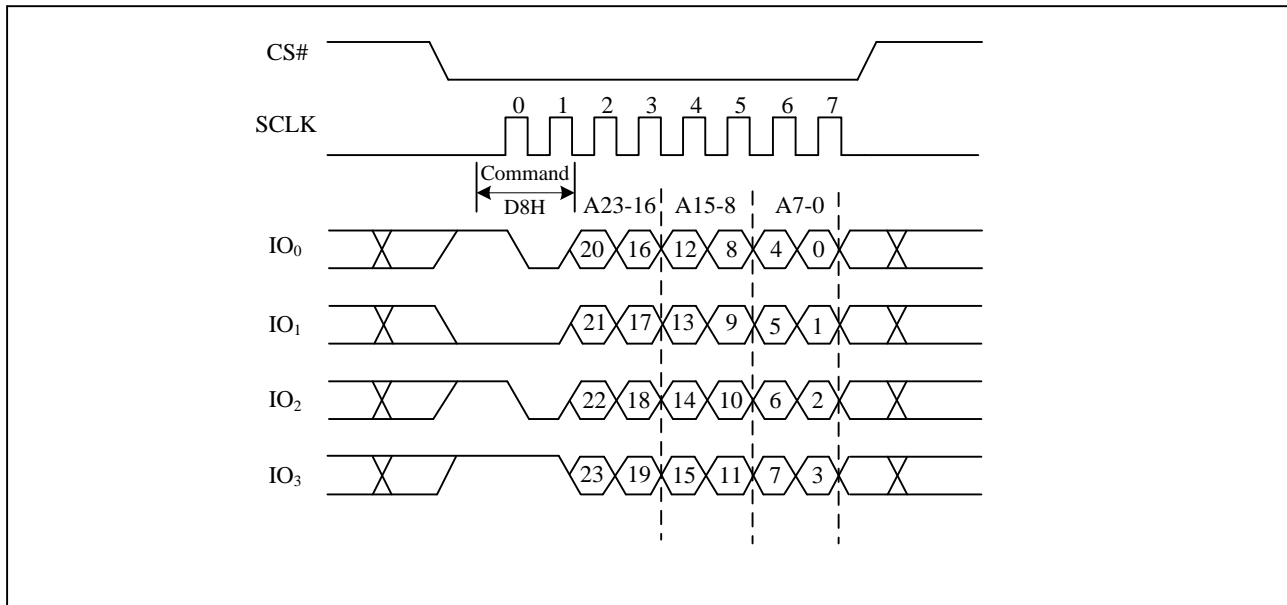 CS#
0 1 2 3 4 5 6 7
SCLK
Command
D8H
A23-16 A15-8 A7-0
IO₀ 20 16 12 8 4 0
IO₁ 21 17 13 9 5 1
IO₂ 22 18 14 10 6 2
IO₃ 23 19 15 11 7 3